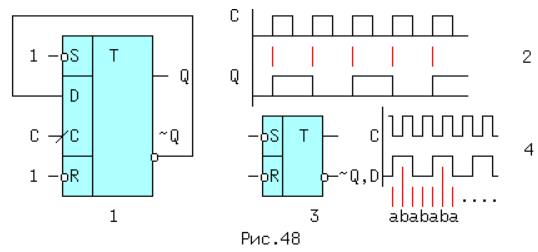 C
1 S T
Q
2
Q
D
C C ~Q
S T
C
1 R
R ~Q,D
4
1
3
abababa
Рис.48